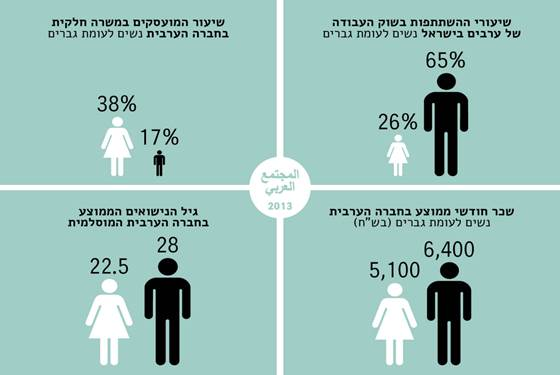 שיעורי ההשתתפות בשוק העבודה
של ערבים בישראל נשים לעומת גברים
65%
26%
שיעור המועסקים במשרה חלקית
בחברה הערבית נשים לעומת גברים
38%
17%
المجتمع
العربي
2013
שכר חודשי ממוצע בחברה הערבית
נשים לעומת גברים (בש"ח)
6,400
5,100
גיל הנישואים הממוצע
בחברה הערבית המוסלמית
28
22.5